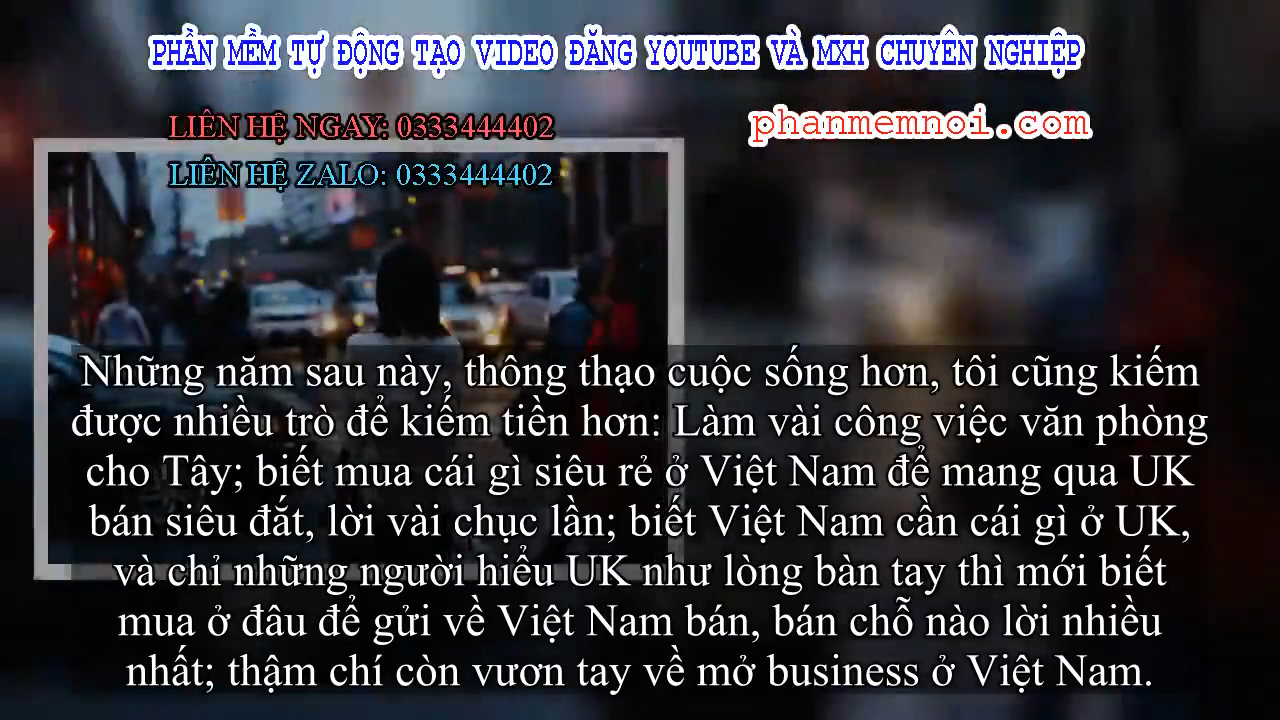 PHẦN MỀM TỰ ĐỘNG TẠO VIDEO ĐĂNG YOUTUBE VÀ MXH CHUYÊN NGHIỆP
LIÊN HỆ NGAY: 0333444402
phanmemnoi.com
LIÊN HỆ ZALO: 0333444402
Những năm sau này, thông thạo cuộc sống hơn, tôi cũng kiếm
được nhiều trò để kiếm tiền hơn: Làm vài công việc văn phòng
cho Tây; biết mua cái gì siêu rẻ ở Việt Nam để mang qua UK
bán siêu đắt, lời vài chục lần; biết Việt Nam cần cái gì ở UK,
và chỉ những người hiểu UK như lòng bàn tay thì mới biết
mua ở đâu để gửi về Việt Nam bán, bán chỗ nào lời nhiều
nhất; thậm chí còn vươn tay về mở business ở Việt Nam.